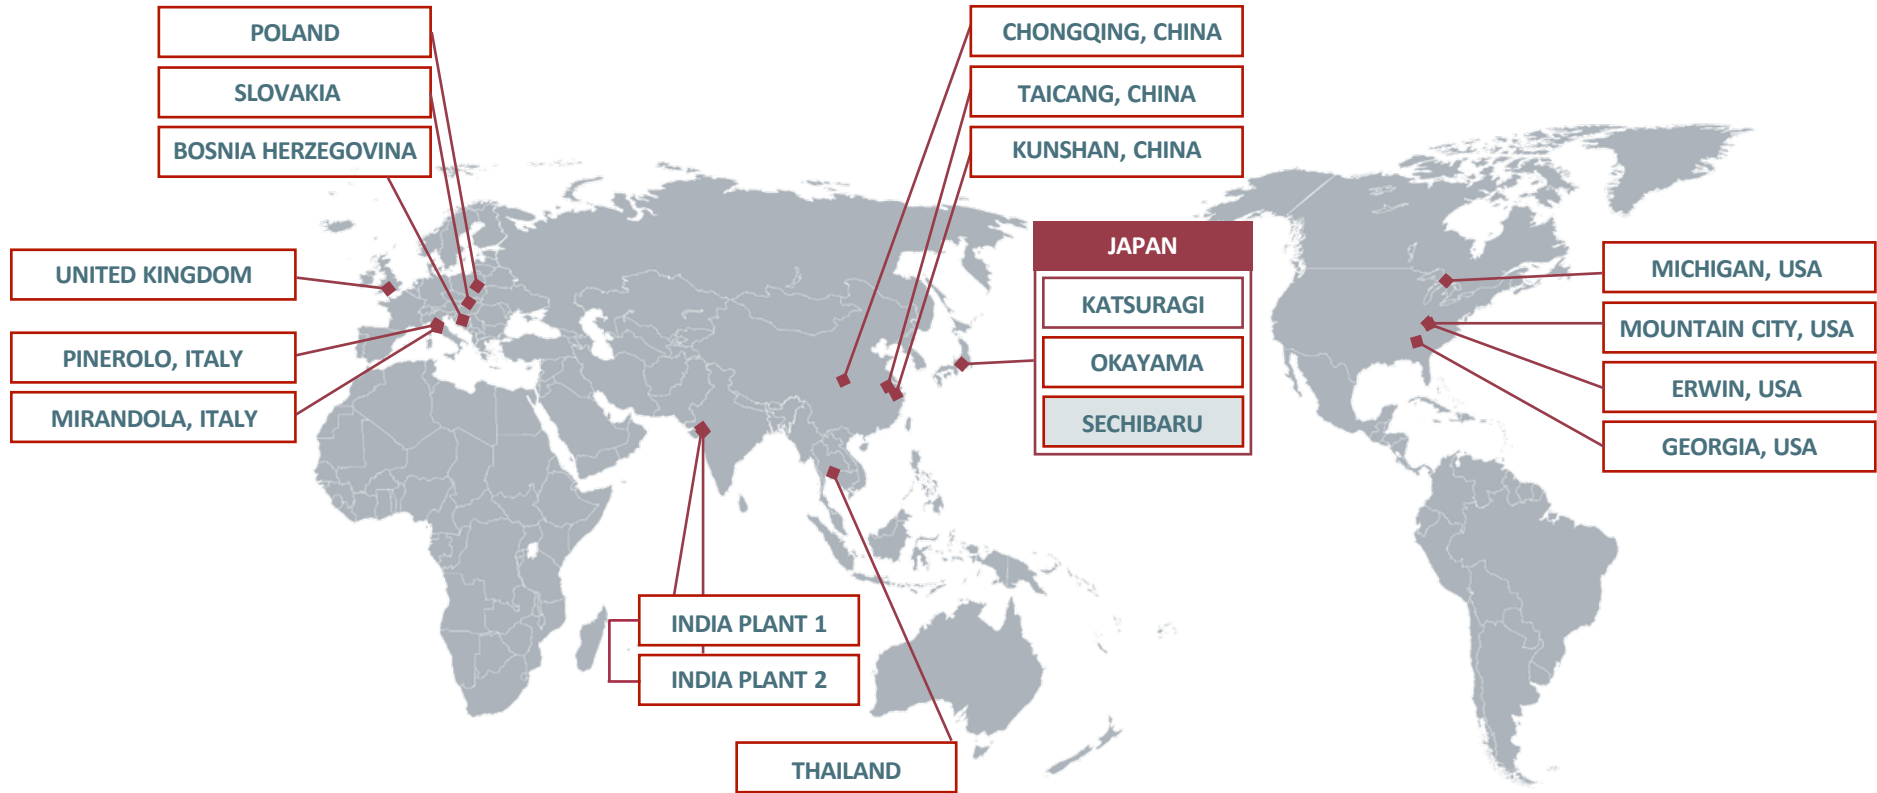 POLAND
SLOVAKIA
BOSNIA HERZEGOVINA
UNITED KINGDOM
PINEROLO, ITALY
MIRANDOLA, ITALY
CHONGQING, CHINA
TAICANG, CHINA
KUNSHAN, CHINA
JAPAN
KATSURAGI
OKAYAMA
SECHIBARU
MICHIGAN, USA
MOUNTAIN CITY, USA
ERWIN, USA
GEORGIA, USA
INDIA PLANT 1
INDIA PLANT 2
THAILAND